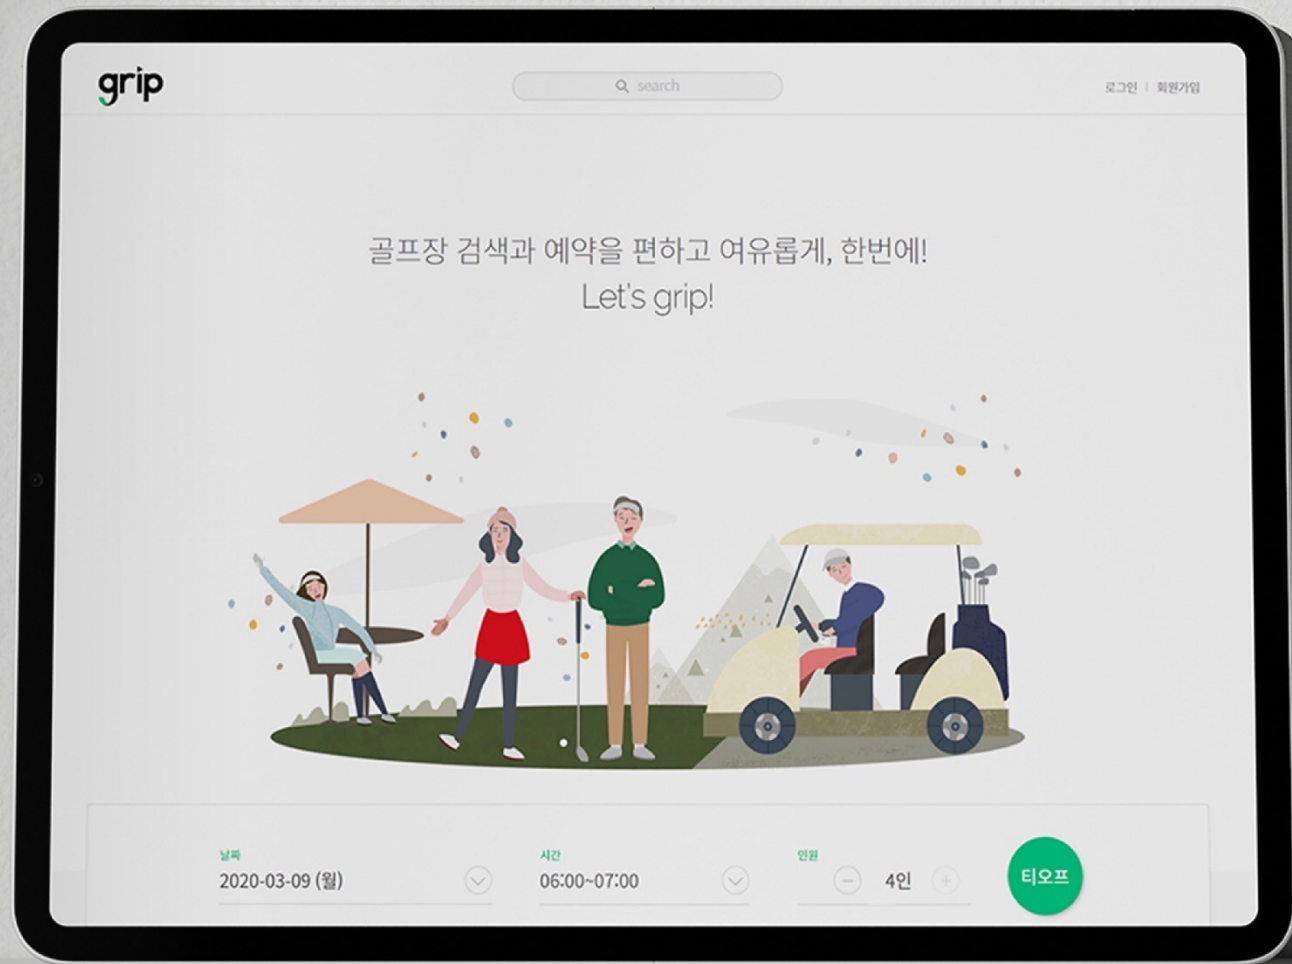 grip
search
로그인 | 회원가입
골프장 검색과 예약을 편하고 여유롭게, 한번에!
Let's grip!
날짜
시간
인원
2020-03-09 (월)
06:00~07:00
4인
티오프